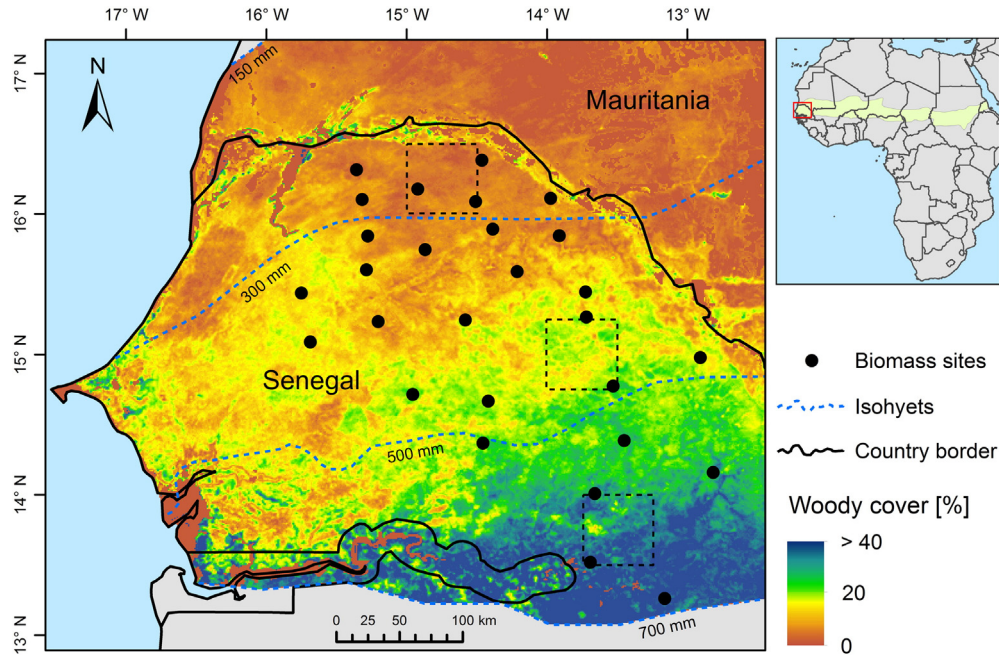 17° W 16° W 15° W 14° W 13° W
17° N
16° N
15° N
14° N
13° N
N
150 mm
Mauritania
300 mm
Senegal
500 mm
700 mm
0 25 50 100 km
Biomass sites
Isohyets
Country border
Woody cover [%]
> 40
20
0